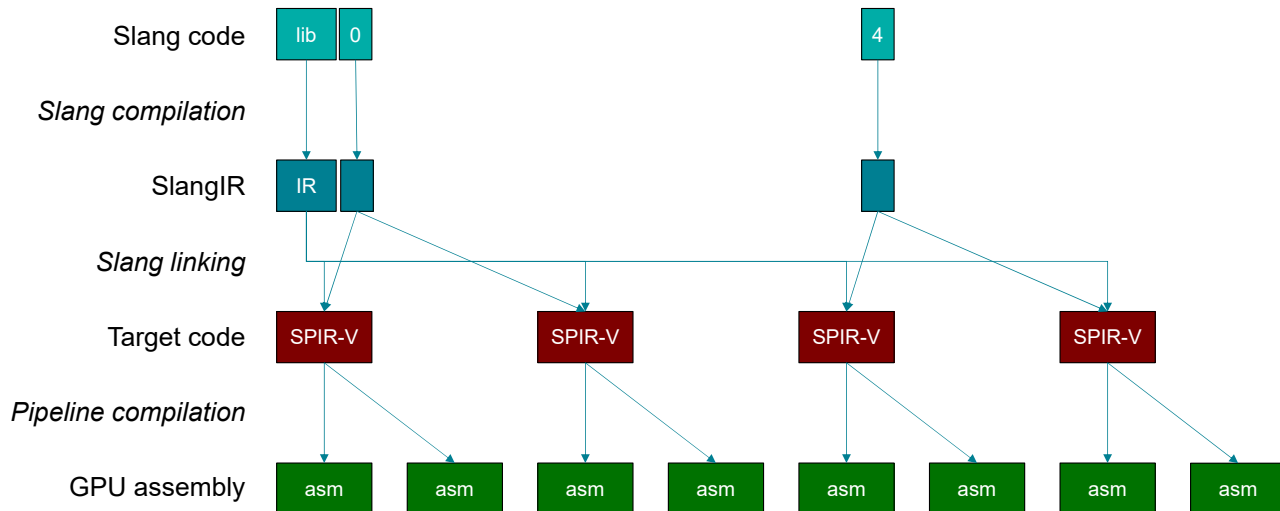 Slang code lib 0 4
Slang compilation
SlangIR IR
Slang linking
Target code SPIR-V SPIR-V SPIR-V SPIR-V
Pipeline compilation
GPU assembly asm asm asm asm asm asm asm asm